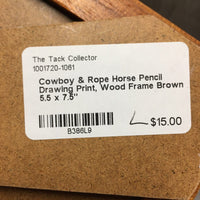 The Tack Collector
1001720-1061
Cowboy & Rope Horse Pencil
Drawing Print, Wood Frame Brown
5.5 x 7.5"
B386L9
$15.00